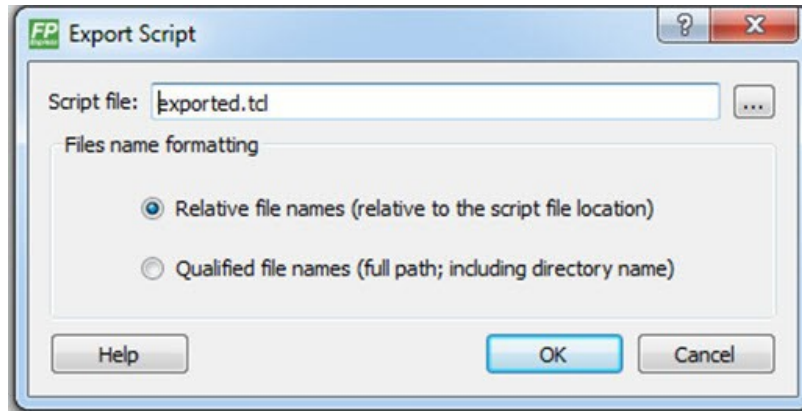 FP Express Export Script
Script file: exported.tcl ...
Files name formatting
Relative file names (relative to the script file location)
Qualified file names (full path; including directory name)
Help OK Cancel